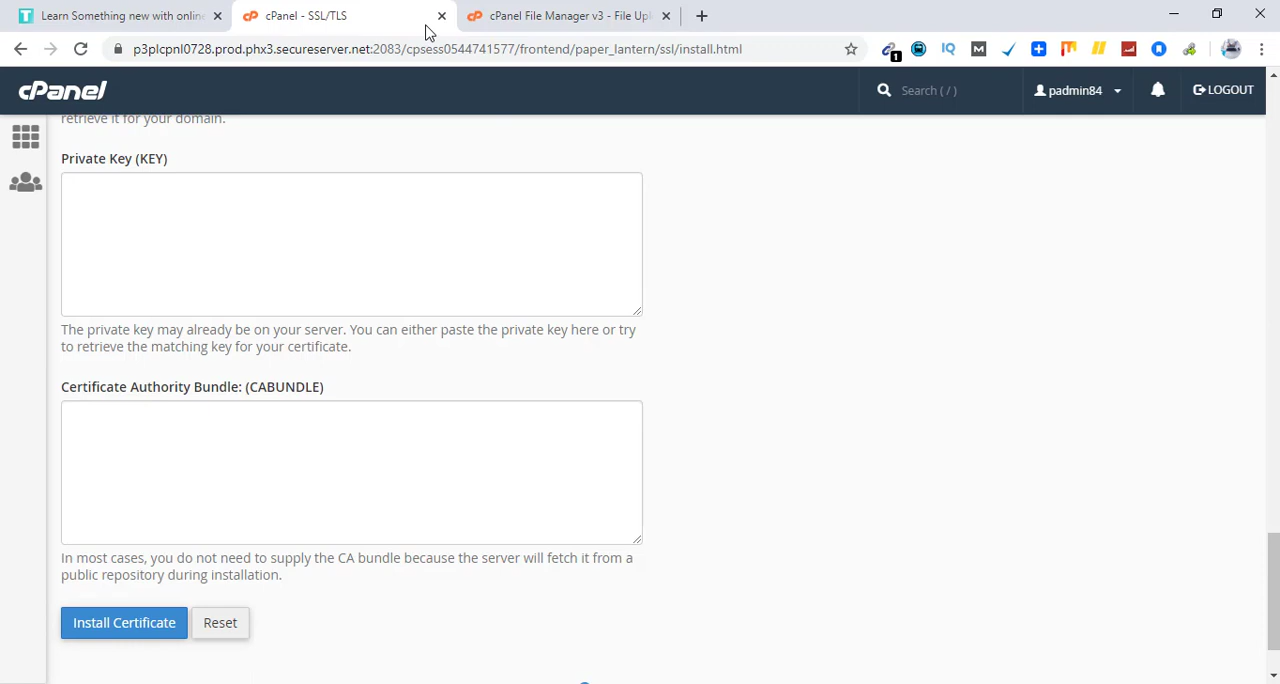 Learn Something new with online
cPanel - SSL/TLS
cPanel File Manager v3 - File Upl
p3plcpnl0728.prod.phx3.secureserver.net:2083/cpsess0544741577/frontend/paper_lantern/ssl/install.html
cPanel
Search ( / )
padmin84
LOGOUT
retrieve it for your domain.
Private Key (KEY)
The private key may already be on your server. You can either paste the private key here or try
to retrieve the matching key for your certificate.
Certificate Authority Bundle: (CABUNDLE)
In most cases, you do not need to supply the CA bundle because the server will fetch it from a
public repository during installation.
Install Certificate
Reset